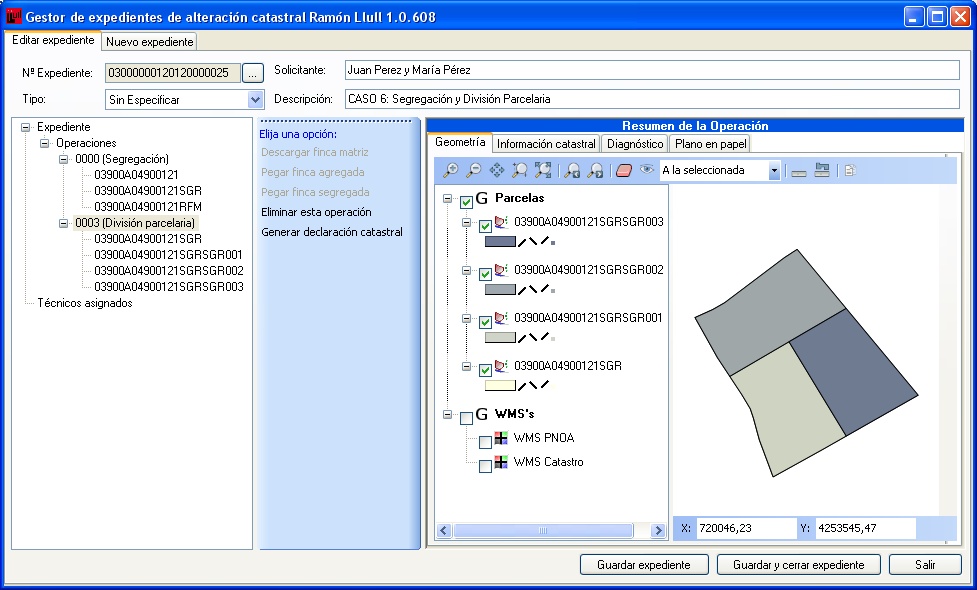 Gestor de expedientes de alteración catastral Ramón Llull 1.0.608
Editar expediente
Nuevo expediente
Nº Expediente:
03000000120120000025
...
Solicitante:
Juan Perez y María Pérez
Tipo:
Sin Especificar
Descripción:
CASO 6: Segregación y División Parcelaria
Expediente
Operaciones
0000 (Segregación)
03900A04900121
03900A04900121SGR
03900A04900121RFM
0003 (División parcelaria)
03900A04900121SGR
03900A04900121SGRSGR001
03900A04900121SGRSGR002
03900A04900121SGRSGR003
Técnicos asignados
Elija una opción:
Descargar finca matriz
Pegar finca agregada
Pegar finca segregada
Eliminar esta operación
Generar declaración catastral
Resumen de la Operación
Geometría
Información catastral
Diagnóstico
Plano en papel
A la seleccionada
G Parcelas
03900A04900121SGRSGR003
03900A04900121SGRSGR002
03900A04900121SGRSGR001
03900A04900121SGR
G WMS's
WMS PNOA
WMS Catastro
X: 720046,23
Y: 4253545,47
Guardar expediente
Guardar y cerrar expediente
Salir